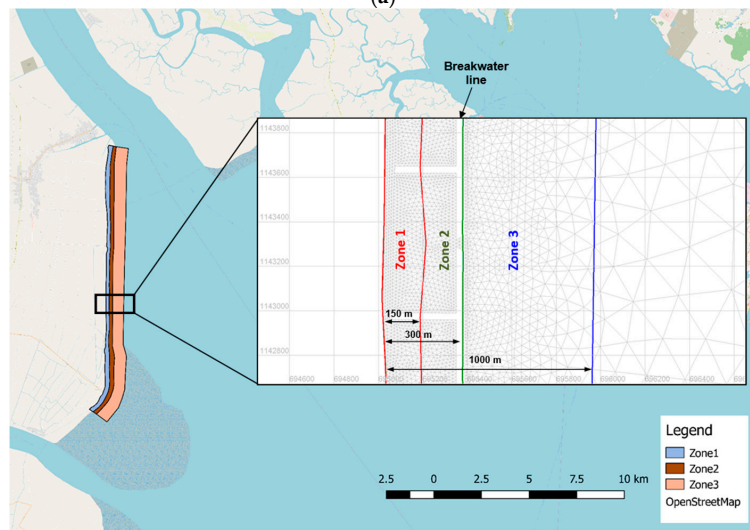 (a)
Breakwater
line
1143800
1143600
1143400
1143200
1143000
1142800
Zone 1
Zone 2
Zone 3
150 m
300 m
1000 m
694600 694800 695800 696000 696200 696400
Legend
Zone1
Zone2
Zone3
OpenStreetMap
2.5 0 2.5 5 7.5 10 km